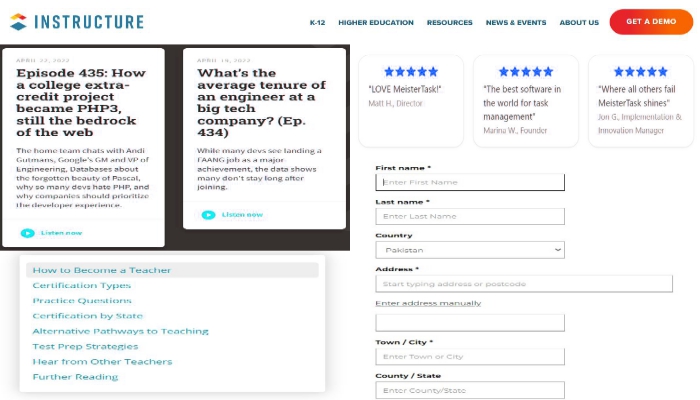 INSTRUCTURE
K-12 HIGHER EDUCATION RESOURCES NEWS & EVENTS ABOUT US GET A DEMO
APRIL 22, 2022
Episode 435: How
a college extra-
credit project
became PHP3,
still the bedrock
of the web
The home team chats with Andi
Gutmans, Google's GM and VP of
Engineering, Databases about
the forgotten beauty of Pascal,
why so many devs hate PHP, and
why companies should prioritize
the developer experience.
Listen now
APRIL 19, 2022
What's the
average tenure of
an engineer at a
big tech
company? (Ep.
434)
While many devs see landing a
FAANG job as a major
achievement, the data shows
many don't stay long after
joining.
Listen now
"LOVE MeisterTask!"
Matt H., Director
"The best software in
the world for task
management"
Marina W., Founder
"Where all others fail
MeisterTask shines"
Jon G., Implementation &
Innovation Manager
How to Become a Teacher
Certification Types
Practice Questions
Certification by State
Alternative Pathways to Teaching
Test Prep Strategies
Hear from Other Teachers
Further Reading
First name *
Enter First Name
Last name *
Enter Last Name
Country
Pakistan
Address *
Start typing address or postcode
Enter address manually
Town / City *
Enter Town or City
County / State
Enter County/State